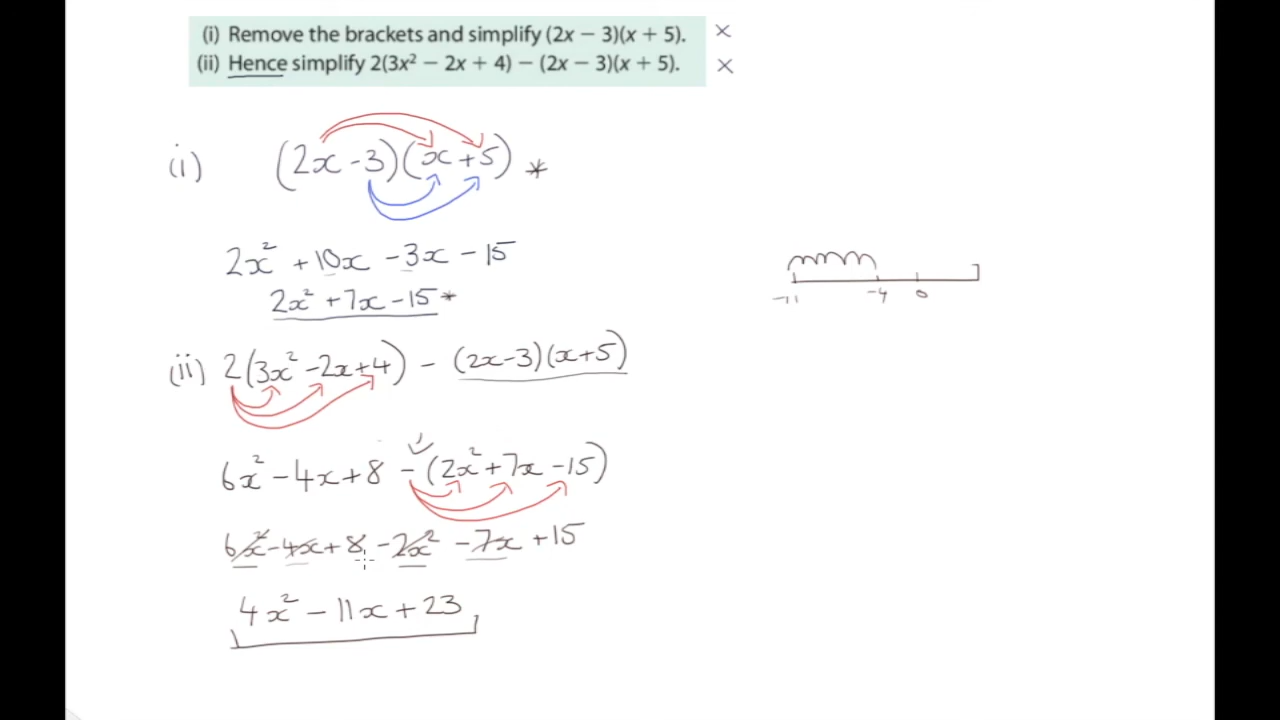 (i) Remove the brackets and simplify (2x − 3)(x + 5). ×
(ii) Hence simplify 2(3x² − 2x + 4) − (2x − 3)(x + 5). ×
(i) (2x -3)(x +5) *
2x² +10x -3x -15
2x² +7x -15 *
-11 -4 0
(ii) 2(3x² -2x+4) - (2x-3)(x+5)
6x² -4x+8 -(2x² +7x -15)
6x² -4x+8 -2x² -7x +15
4x² - 11x + 23